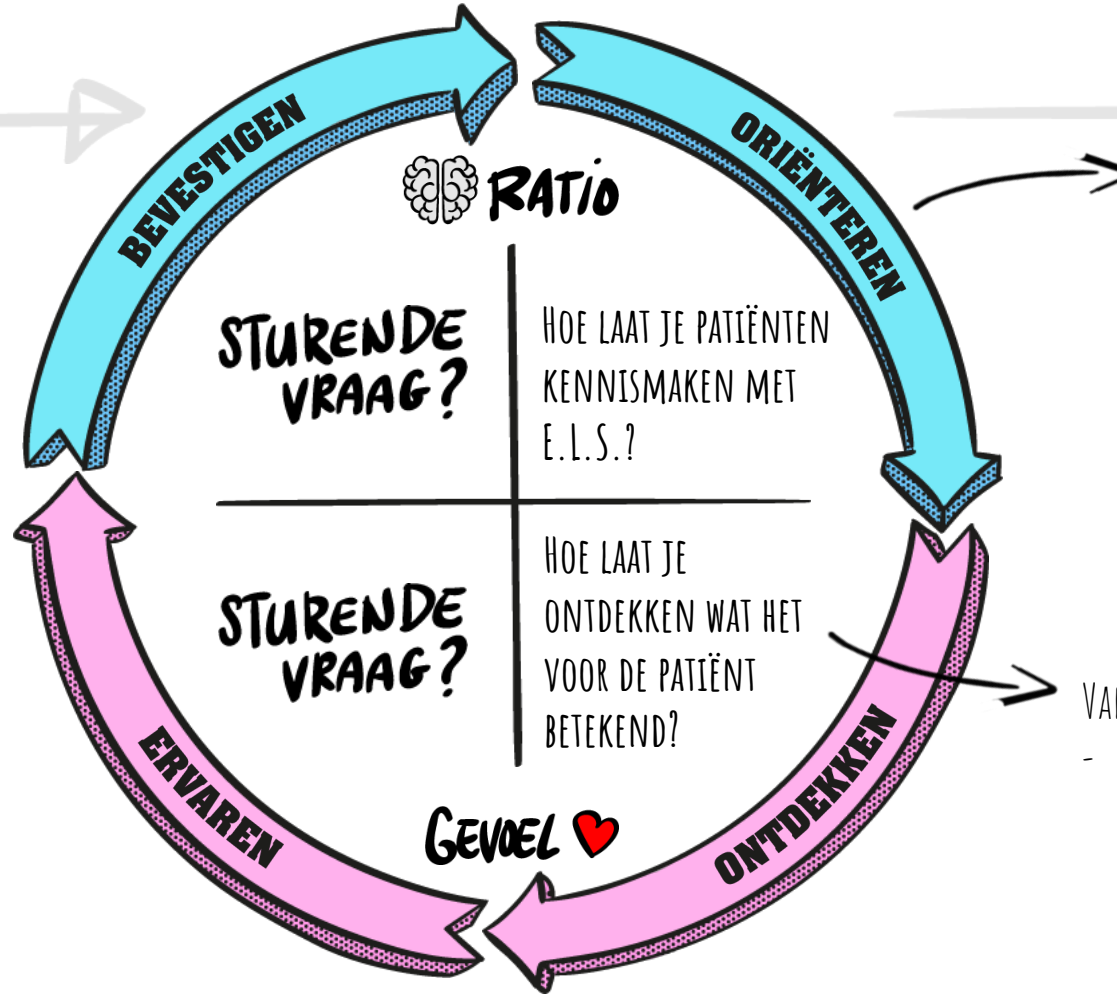 BEVESTIGEN
ORIËNTEREN
RATIO
STURENDE
VRAAG?
HOE LAAT JE PATIËNTEN
KENNISMAKEN MET
E.L.S.?
STURENDE
VRAAG?
HOE LAAT JE
ONTDEKKEN WAT HET
VOOR DE PATIËNT
BETEKEND?
ERVAREN
ONTDEKKEN
GEVOEL
-